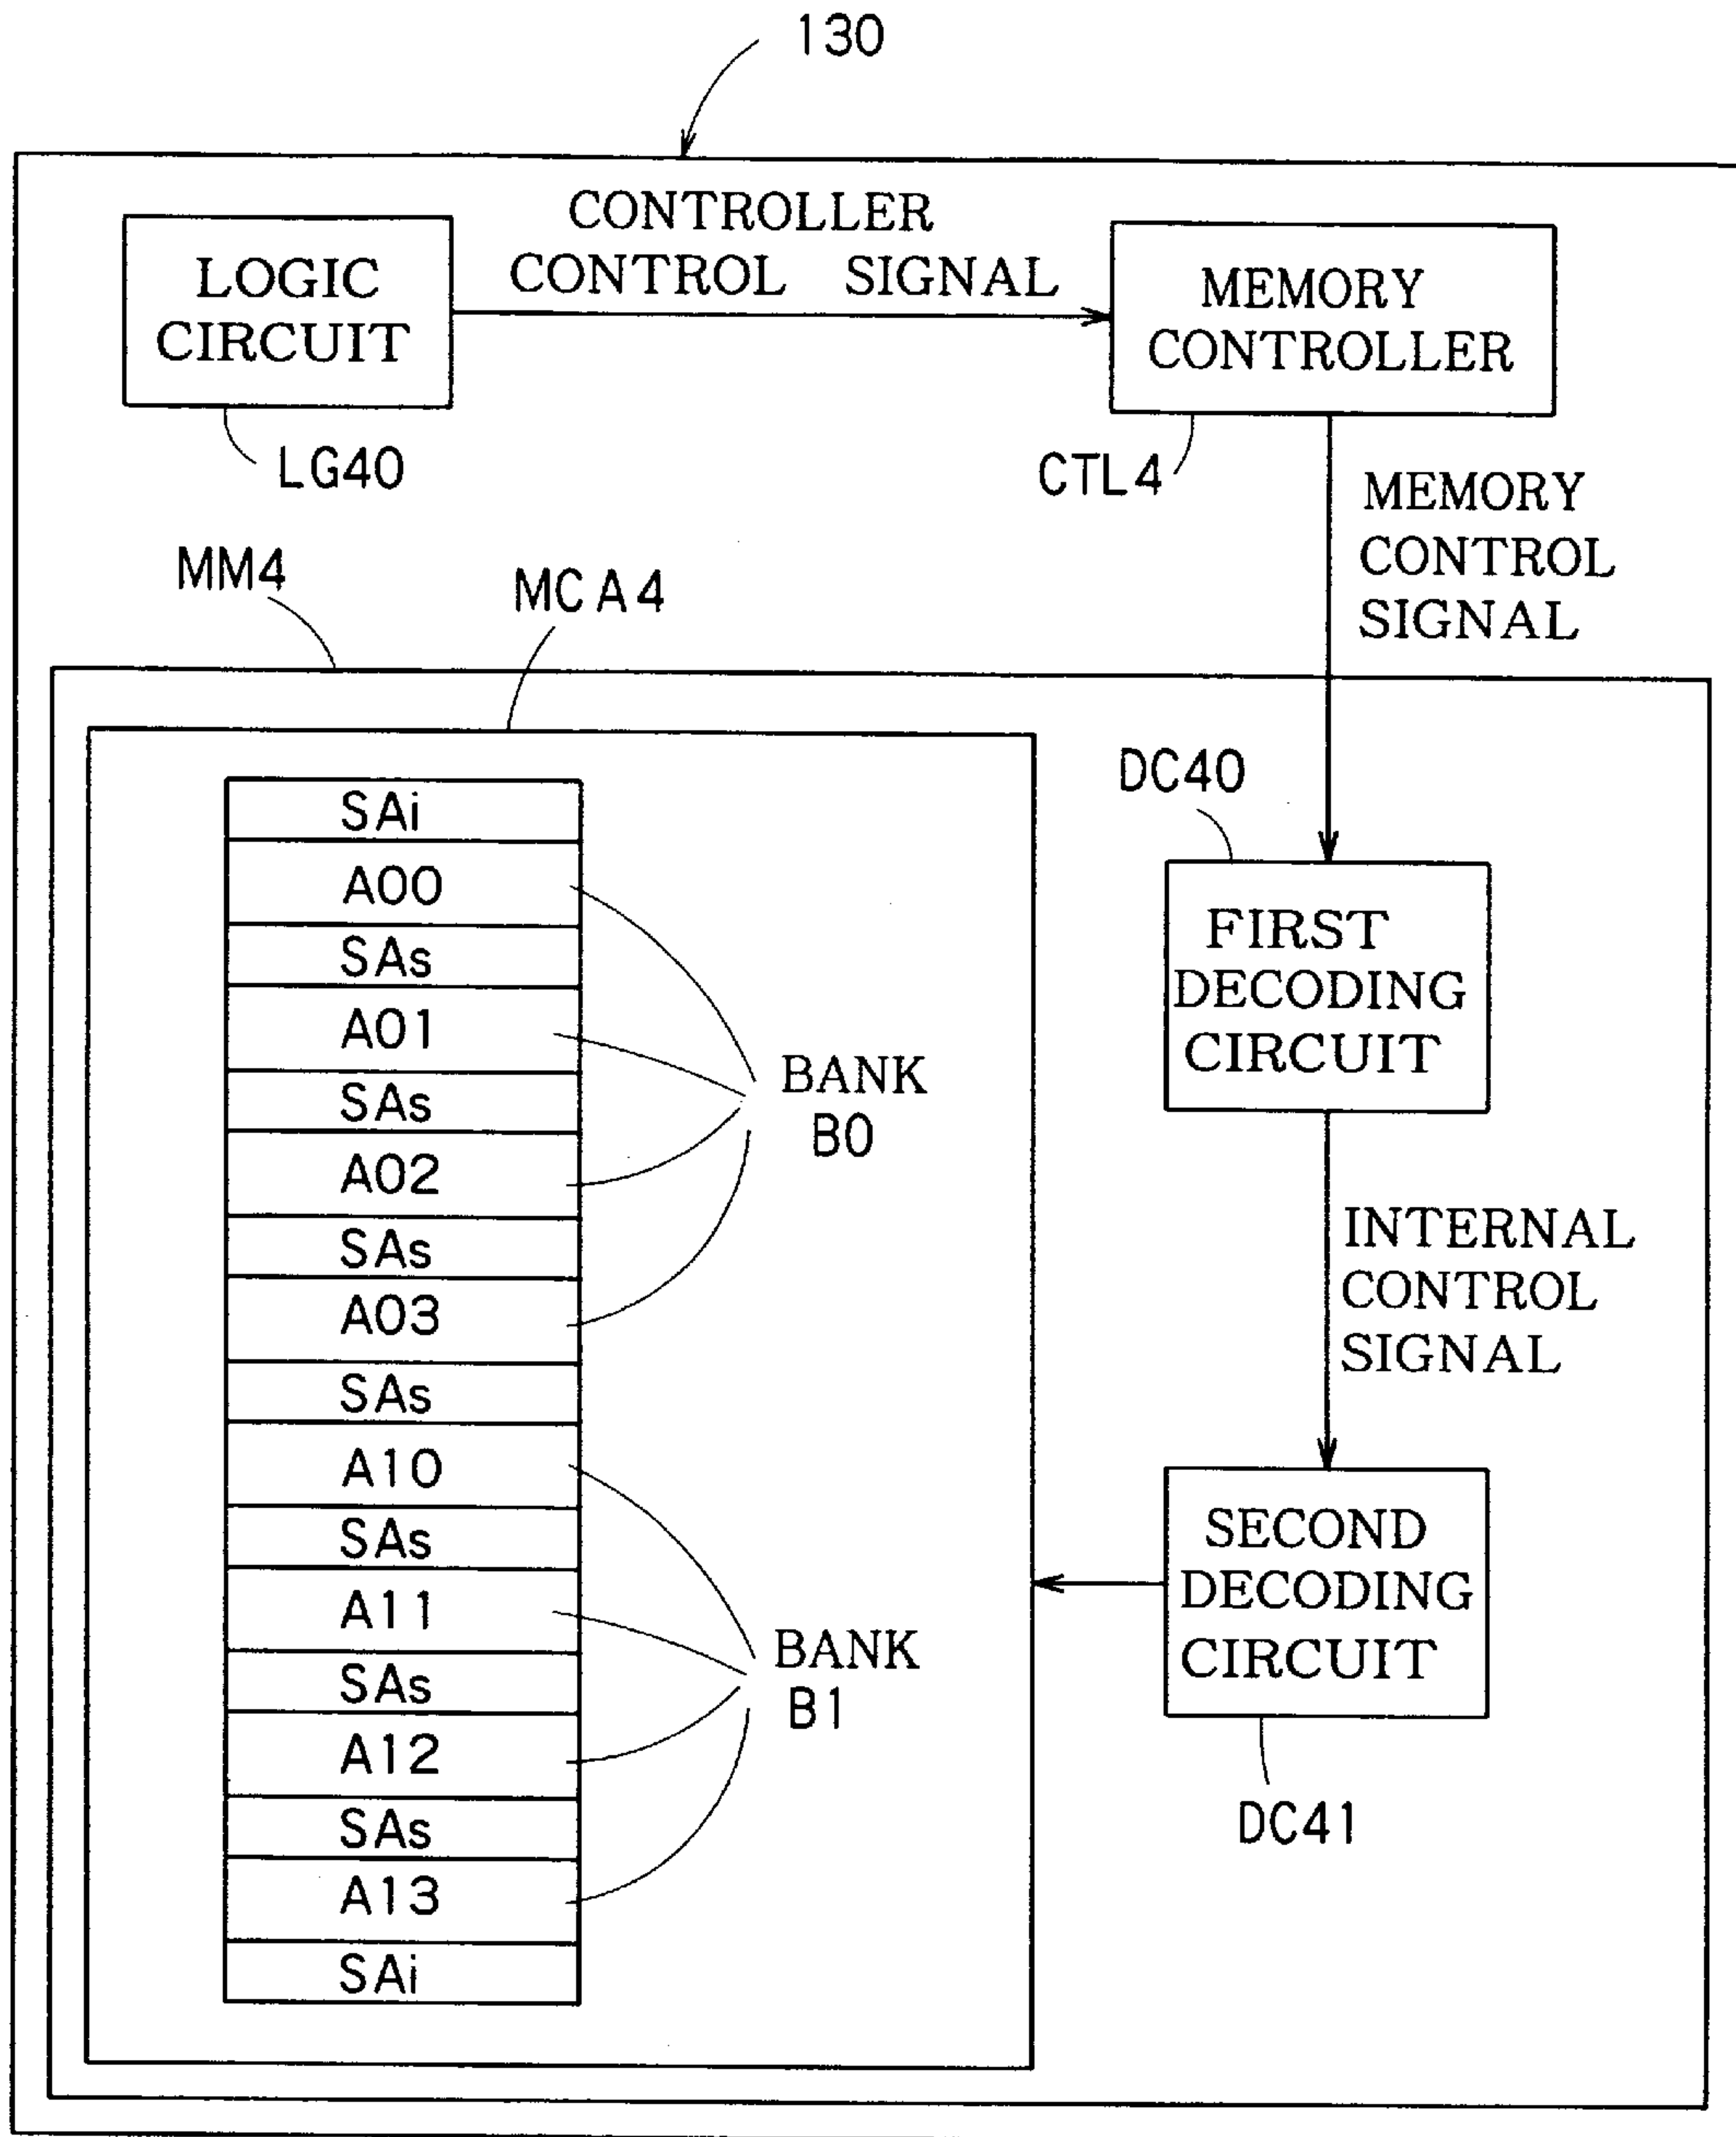 130
CONTROLLER
CONTROL SIGNAL
LOGIC
CIRCUIT
MEMORY
CONTROLLER
LG40
CTL4
MEMORY
CONTROL
SIGNAL
MM4
MCA4
DC40
SAi
A00
SAs
A01
SAs
A02
SAs
A03
SAs
A10
SAs
A11
SAs
A12
SAs
A13
SAi
BANK
B0
BANK
B1
FIRST
DECODING
CIRCUIT
INTERNAL
CONTROL
SIGNAL
SECOND
DECODING
CIRCUIT
DC41